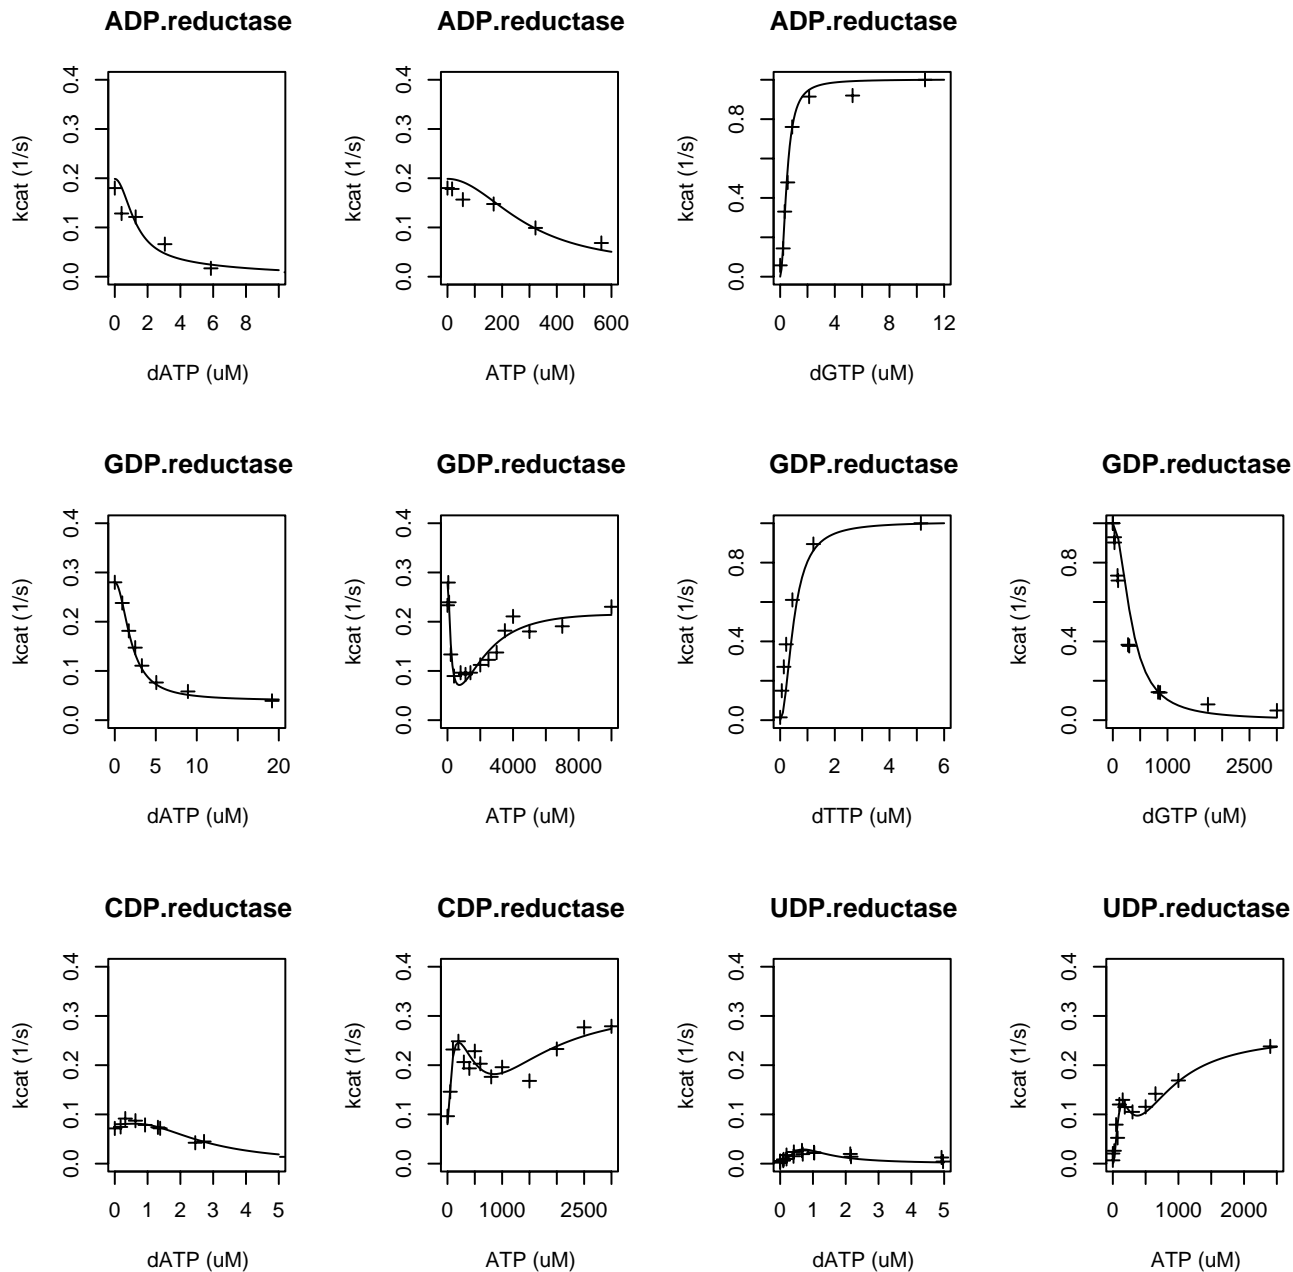 ADP.reductase
kcat (1/s)
0.0 0.1 0.2 0.3 0.4
0 2 4 6 8
dATP (uM)
ADP.reductase
kcat (1/s)
0.0 0.1 0.2 0.3 0.4
0 200 400 600
ATP (uM)
ADP.reductase
kcat (1/s)
0.0 0.4 0.8
0 4 8 12
dGTP (uM)
GDP.reductase
kcat (1/s)
0.0 0.1 0.2 0.3 0.4
0 5 10 20
dATP (uM)
GDP.reductase
kcat (1/s)
0.0 0.1 0.2 0.3 0.4
0 4000 8000
ATP (uM)
GDP.reductase
kcat (1/s)
0.0 0.4 0.8
0 2 4 6
dTTP (uM)
GDP.reductase
kcat (1/s)
0.0 0.4 0.8
0 1000 2500
dGTP (uM)
CDP.reductase
kcat (1/s)
0.0 0.1 0.2 0.3 0.4
0 1 2 3 4 5
dATP (uM)
CDP.reductase
kcat (1/s)
0.0 0.1 0.2 0.3 0.4
0 1000 2500
ATP (uM)
UDP.reductase
kcat (1/s)
0.0 0.1 0.2 0.3 0.4
0 1 2 3 4 5
dATP (uM)
UDP.reductase
kcat (1/s)
0.0 0.1 0.2 0.3 0.4
0 1000 2000
ATP (uM)